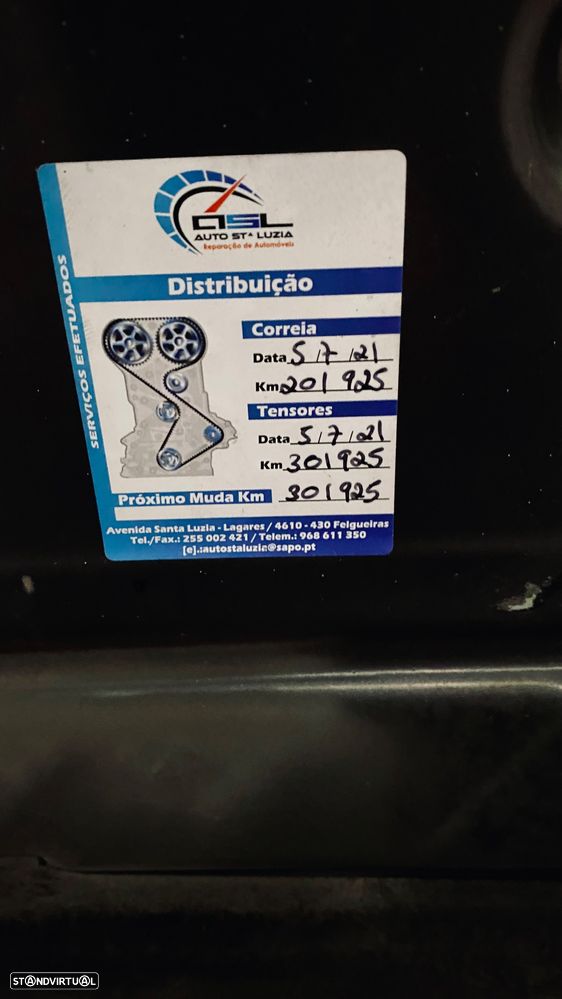 ASL
AUTO STª LUZIA
Reparação de Automóveis
SERVIÇOS EFETUADOS
Distribuição
Correia
Data 5/7/21
Km 201925
Tensores
Data 5/7/21
Km 301925
Próximo Muda Km 301925
Avenida Santa Luzia - Lagares / 4610 - 430 Felgueiras
Tel./Fax.: 255 002 421 / Telem.: 968 611 350
[e].:autostaluzia@sapo.pt
STANDVIRTUAL